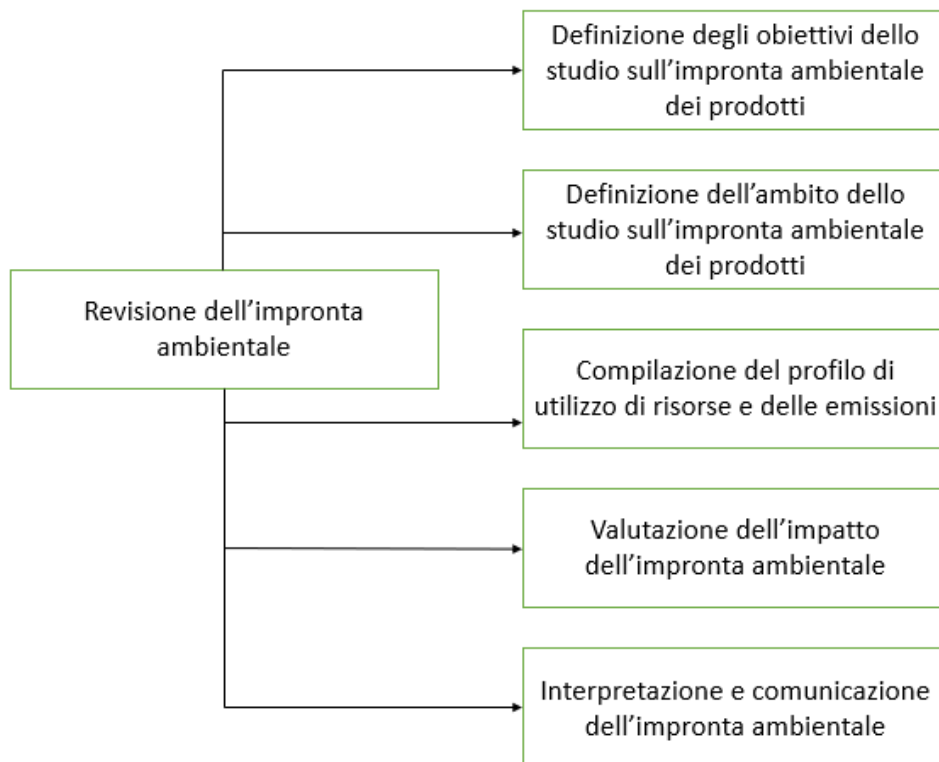 Definizione degli obiettivi dello
studio sull’impronta ambientale
dei prodotti
Definizione dell’ambito dello
studio sull’impronta ambientale
dei prodotti
Revisione dell’impronta
ambientale
Compilazione del profilo di
utilizzo di risorse e delle emissioni
Valutazione dell’impatto
dell’impronta ambientale
Interpretazione e comunicazione
dell’impronta ambientale